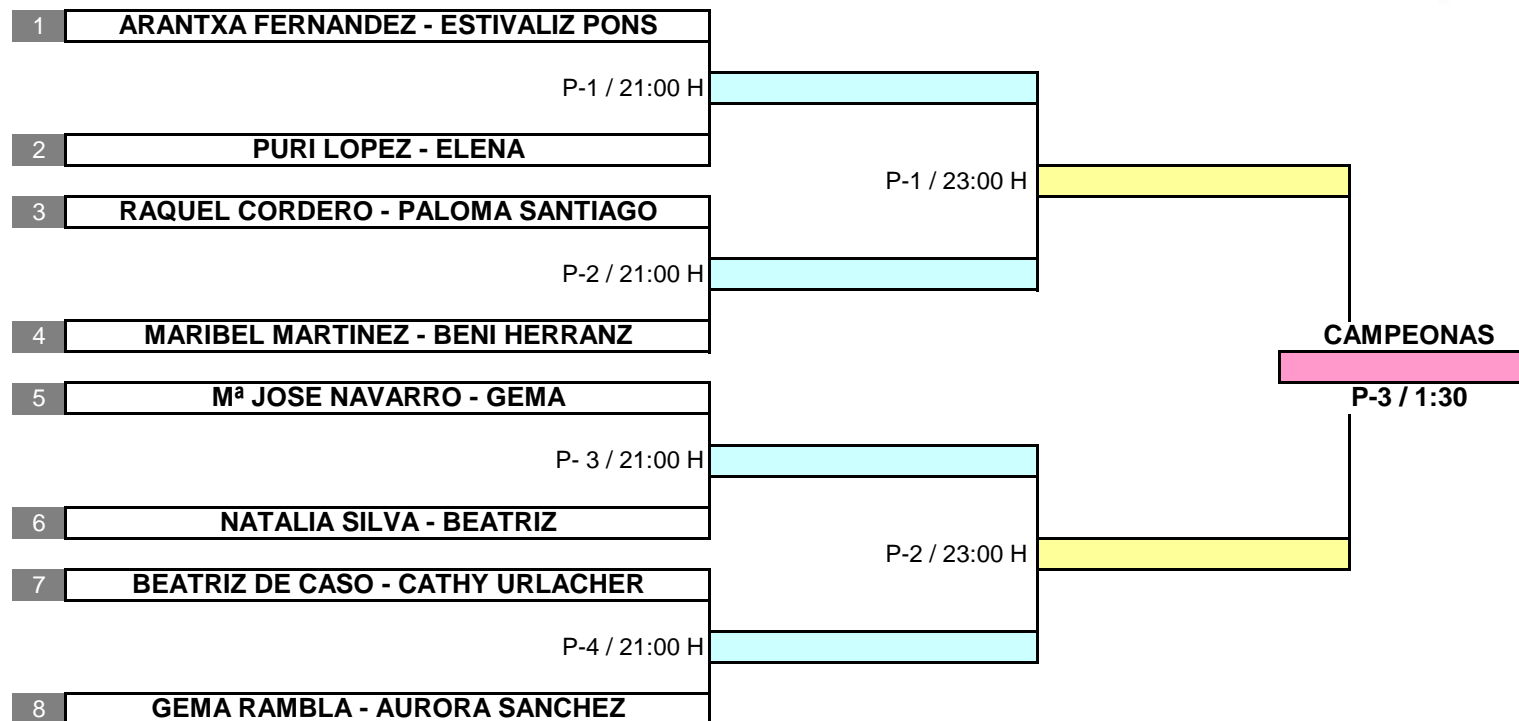 1 ARANTXA FERNANDEZ - ESTIVALIZ PONS
P-1 / 21:00 H
2 PURI LOPEZ - ELENA
P-1 / 23:00 H
3 RAQUEL CORDERO - PALOMA SANTIAGO
P-2 / 21:00 H
4 MARIBEL MARTINEZ - BENI HERRANZ
CAMPEONAS
5 Mª JOSE NAVARRO - GEMA
P-3 / 1:30
P- 3 / 21:00 H
6 NATALIA SILVA - BEATRIZ
P-2 / 23:00 H
7 BEATRIZ DE CASO - CATHY URLACHER
P-4 / 21:00 H
8 GEMA RAMBLA - AURORA SANCHEZ